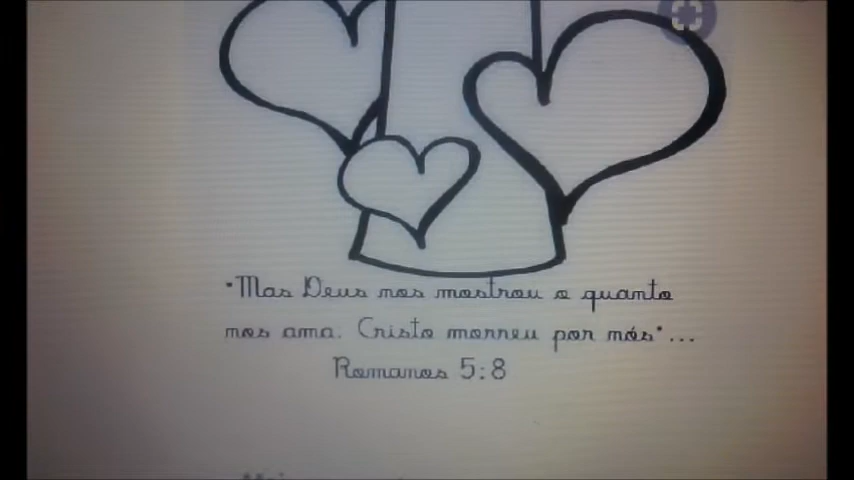 "Mas Deus nos mostrou o quanto
nos ama. Cristo morreu por nós"...
Romanos 5:8